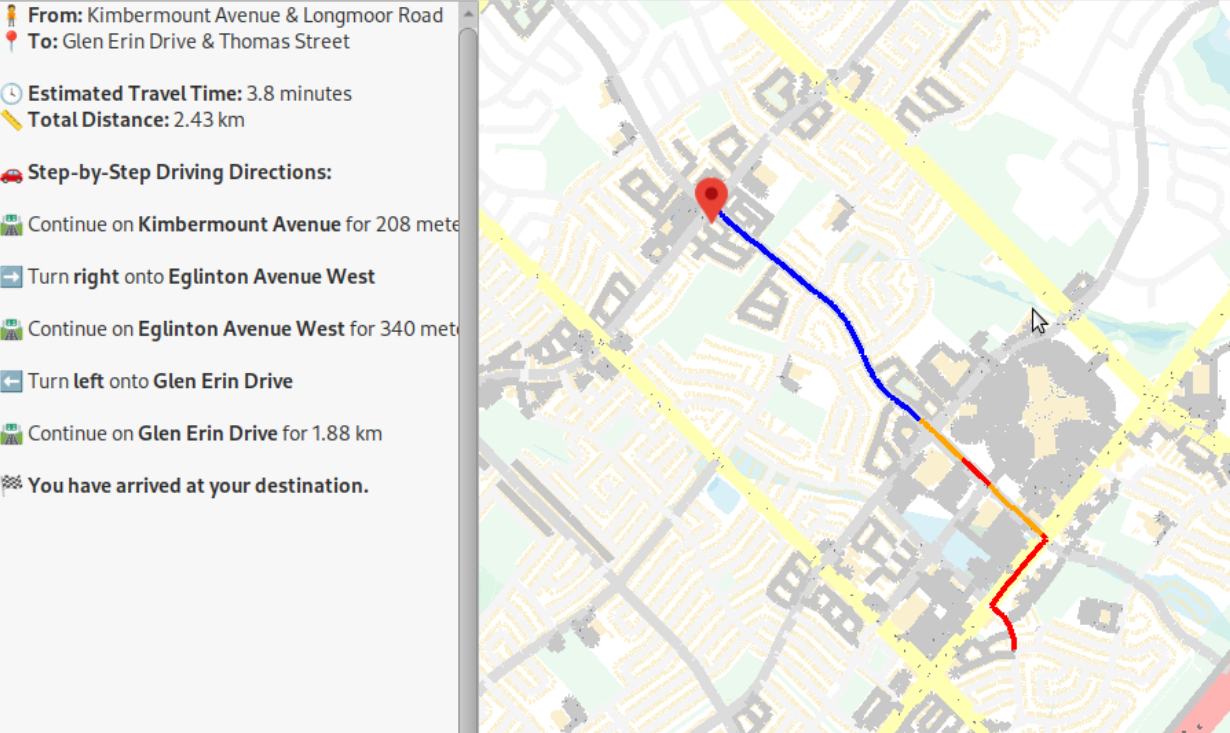 From: Kimbermount Avenue & Longmoor Road
To: Glen Erin Drive & Thomas Street
Estimated Travel Time: 3.8 minutes
Total Distance: 2.43 km
Step-by-Step Driving Directions:
Continue on Kimbermount Avenue for 208 mete
Turn right onto Eglinton Avenue West
Continue on Eglinton Avenue West for 340 mete
Turn left onto Glen Erin Drive
Continue on Glen Erin Drive for 1.88 km
You have arrived at your destination.